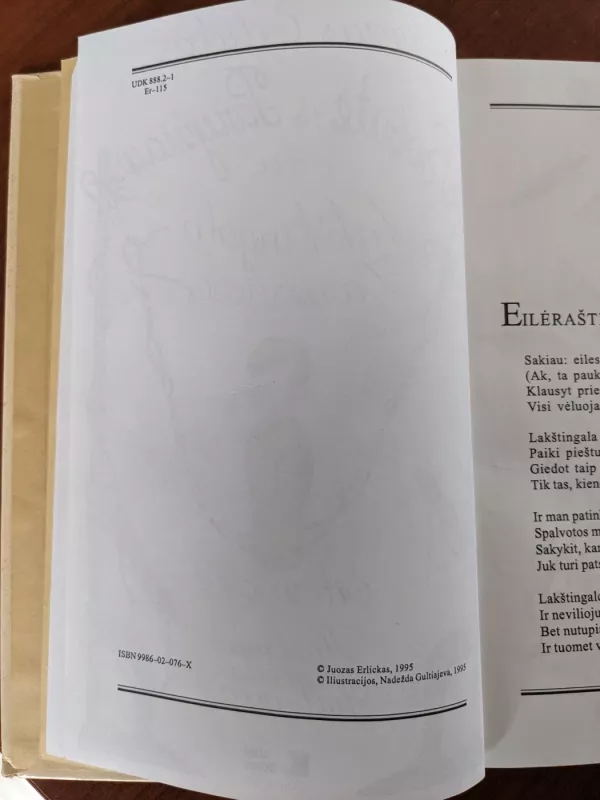 UDK 888.2–1
Er–115
ISBN 9986–02–076–X
© Juozas Erlickas, 1995
© Iliustracijos, Nadežda Gultiajeva, 1995
EILĖRAŠTI
Sakiau: eiles
(Ak, ta pauk
Klausyt prie
Visi vėluoja
Lakštingala
Paiki pieštu
Giedot taip
Tik tas, kien
Ir man patin
Spalvotos m
Sakykit, kar
Juk turi pats
Lakštingalo
Ir nevilioju
Bet nutupia
Ir tuomet v